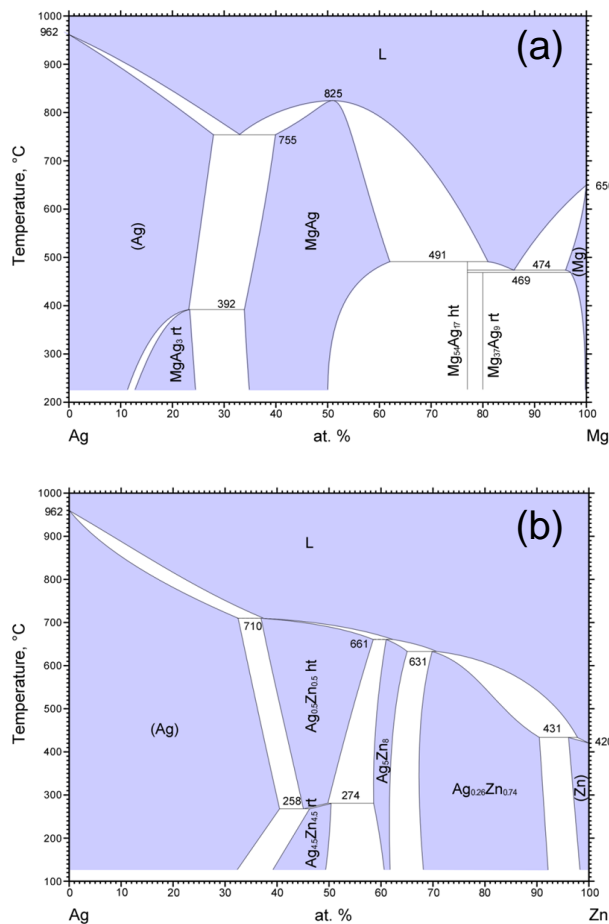 (a)
1000
962
900
800
700
600
500
400
300
200
Temperature, °C
L
825
755
650
(Ag)
MgAg
491
474
469
392
(Mg)
MgAg₃ rt
Mg₅₄Ag₁₇ ht
Mg₃₇Ag₉ rt
0 10 20 30 40 50 60 70 80 90 100
Ag at. % Mg
(b)
1000
962
900
800
700
600
500
400
300
200
100
Temperature, °C
L
710
661
631
(Ag)
Ag₀.₅Zn₀.₅ ht
Ag₅Zn₈
Ag₀.₂₆Zn₀.₇₄
431
420
(Zn)
258
274
Ag₄.₅Zn₄.₅ rt
0 10 20 30 40 50 60 70 80 90 100
Ag at. % Zn